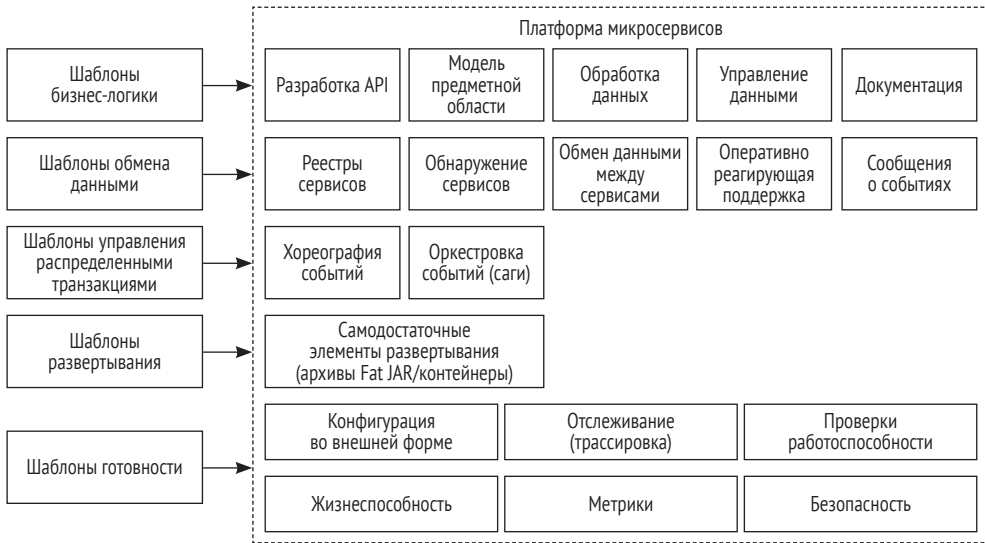 Платформа микросервисов
Шаблоны
бизнес-логики
Разработка API
Модель
предметной
области
Обработка
данных
Управление
данными
Документация
Шаблоны обмена
данными
Реестры
сервисов
Обнаружение
сервисов
Обмен данными
между
сервисами
Оперативно
реагирующая
поддержка
Сообщения
о событиях
Шаблоны управления
распределенными
транзакциями
Хореография
событий
Оркестровка
событий (саги)
Шаблоны
развертывания
Самодостаточные
элементы развертывания
(архивы Fat JAR/контейнеры)
Шаблоны готовности
Конфигурация
во внешней форме
Отслеживание
(трассировка)
Проверки
работоспособности
Жизнеспособность
Метрики
Безопасность